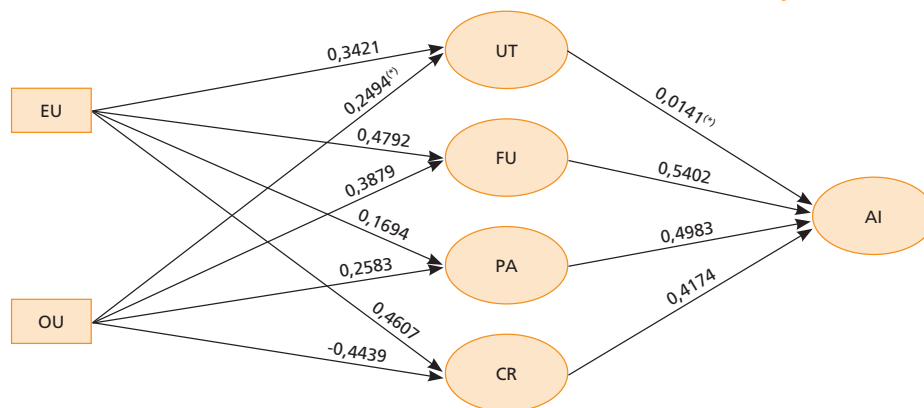 UT
0,3421
0,2494(*)
0,0141(*)
EU
0,4792
FU
0,3879
0,5402
0,1694
AI
0,4983
0,2583
PA
0,4174
OU
0,4607
-0,4439
CR